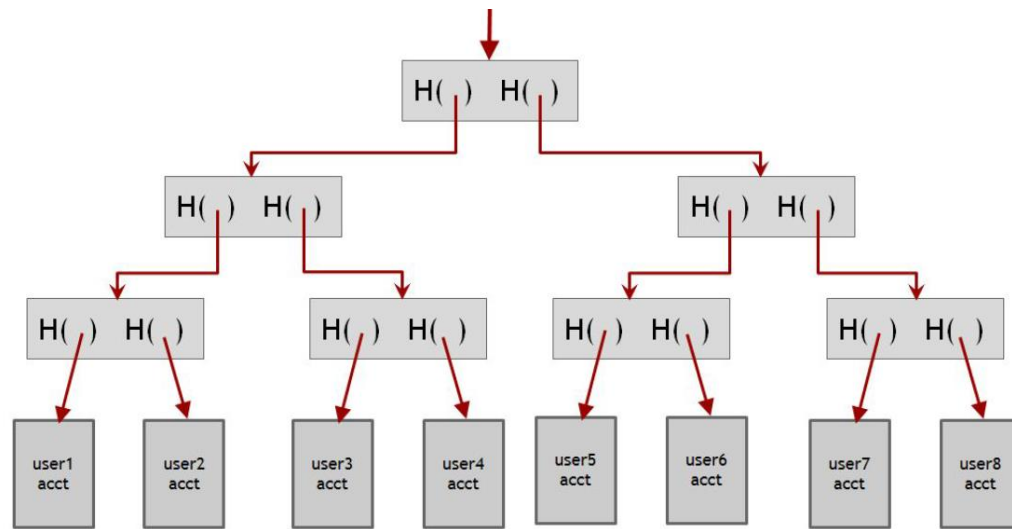 H( ) H( )
H( ) H( )
H( ) H( )
H( ) H( )
H( ) H( )
H( ) H( )
H( ) H( )
user1
acct
user2
acct
user3
acct
user4
acct
user5
acct
user6
acct
user7
acct
user8
acct